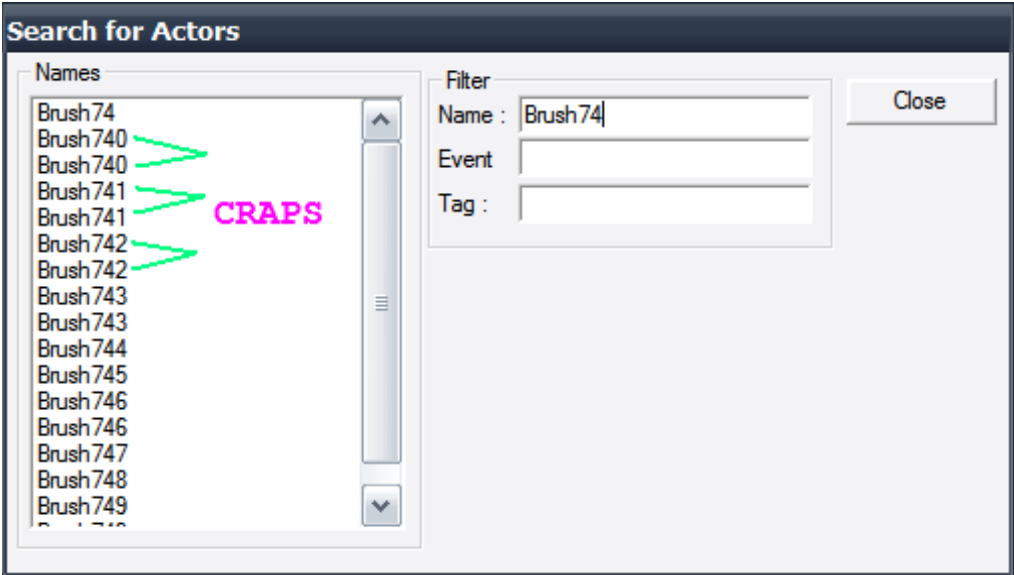 Search for Actors
Names
Brush74
Brush740
Brush740
Brush741
Brush741
CRAPS
Brush742
Brush742
Brush743
Brush743
Brush744
Brush745
Brush746
Brush746
Brush747
Brush748
Brush749
Filter
Name : Brush74
Event
Tag :
Close